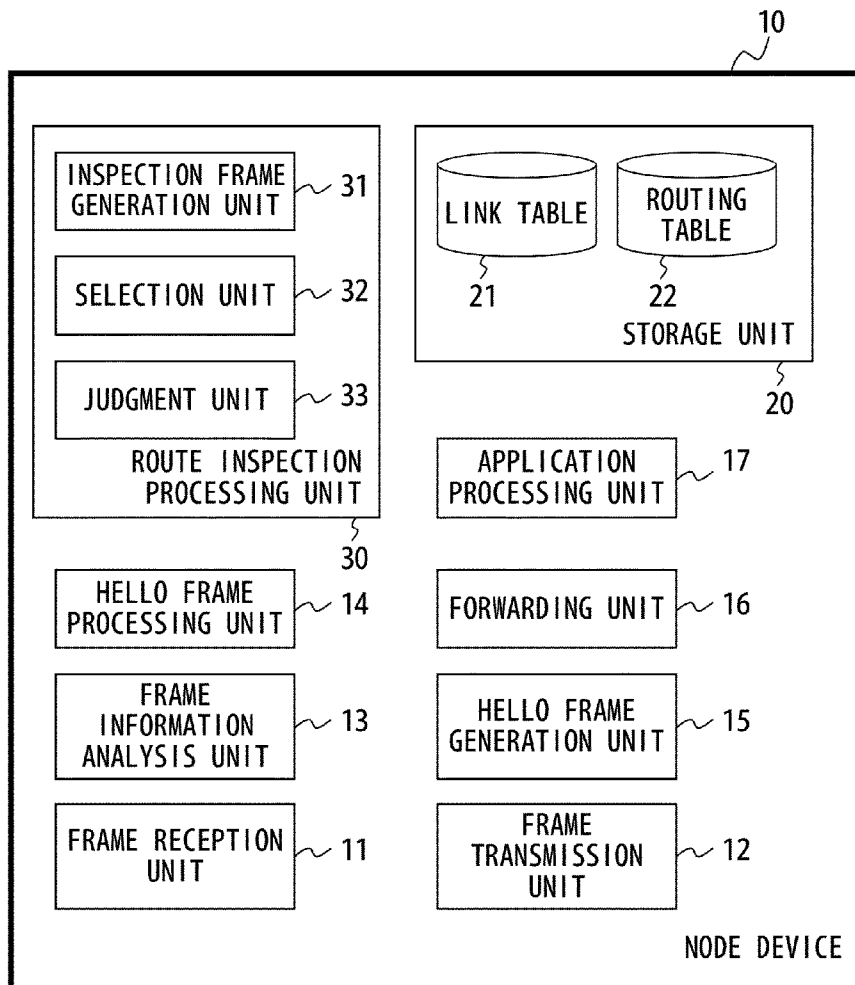 10
INSPECTION FRAME
GENERATION UNIT
31
SELECTION UNIT
32
JUDGMENT UNIT
33
ROUTE INSPECTION
PROCESSING UNIT
30
LINK TABLE
21
ROUTING
TABLE
22
STORAGE UNIT
20
APPLICATION
PROCESSING UNIT
17
HELLO FRAME
PROCESSING UNIT
14
FORWARDING UNIT
16
FRAME
INFORMATION
ANALYSIS UNIT
13
HELLO FRAME
GENERATION UNIT
15
FRAME RECEPTION
UNIT
11
FRAME
TRANSMISSION
UNIT
12
NODE DEVICE